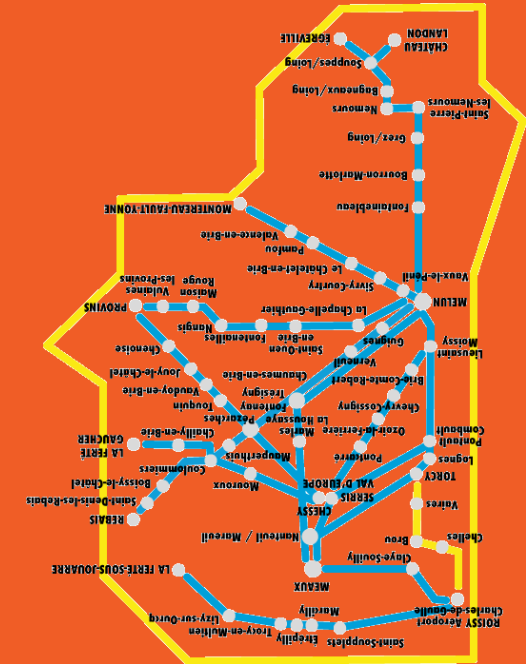 Saint-Soupplets
Etrépilly
Marcilly
Trocy-en-Multien
Lizy-sur-Ourcq
LA FERTÉ-SOUS-JOUARRE
ROISSY Aéroport
Charles-de-Gaulle
Claye-Souilly
MEAUX
Chelles
Brou
Nanteuil / Mareuil
Vaires
CHESSY
SERRIS
VAL D'EUROPE
REBAIS
Saint-Denis-les-Rebais
Boissy-le-Châtel
Mouroux
Coulommiers
TORCY
Lognes
Pontcarré
Mauperthuis
LA FERTÉ
GAUCHER
Chailly-en-Brie
Pontault
Combault
Ozoir-la-Ferrière
La Houssaye
Marles
Pézarches
Chevry-Cossigny
Fontenay
Trésigny
Touquin
Vaudoy-en-Brie
Brie-Comte-Robert
Chaumes-en-Brie
Jouy-le-Châtel
Lieusaint
Moissy
Verneuil
Guignes
Saint-Ouen
en-Brie
Chenoise
Fontenailles
Nangis
La Chapelle-Gauthier
MELUN
PROVINS
Vulaines
les-Provins
Maison
Rouge
Vaux-le-Pénil
Sivry-Courtry
Le Châtelet-en-Brie
Pamfou
Valence-en-Brie
MONTEREAU-FAULT-YONNE
Fontainebleau
Bourron-Marlotte
Grez/Loing
Saint-Pierre
les-Nemours
Nemours
Bagneaux/Loing
Souppes/Loing
CHÂTEAU
LANDON
ÉGREVILLE